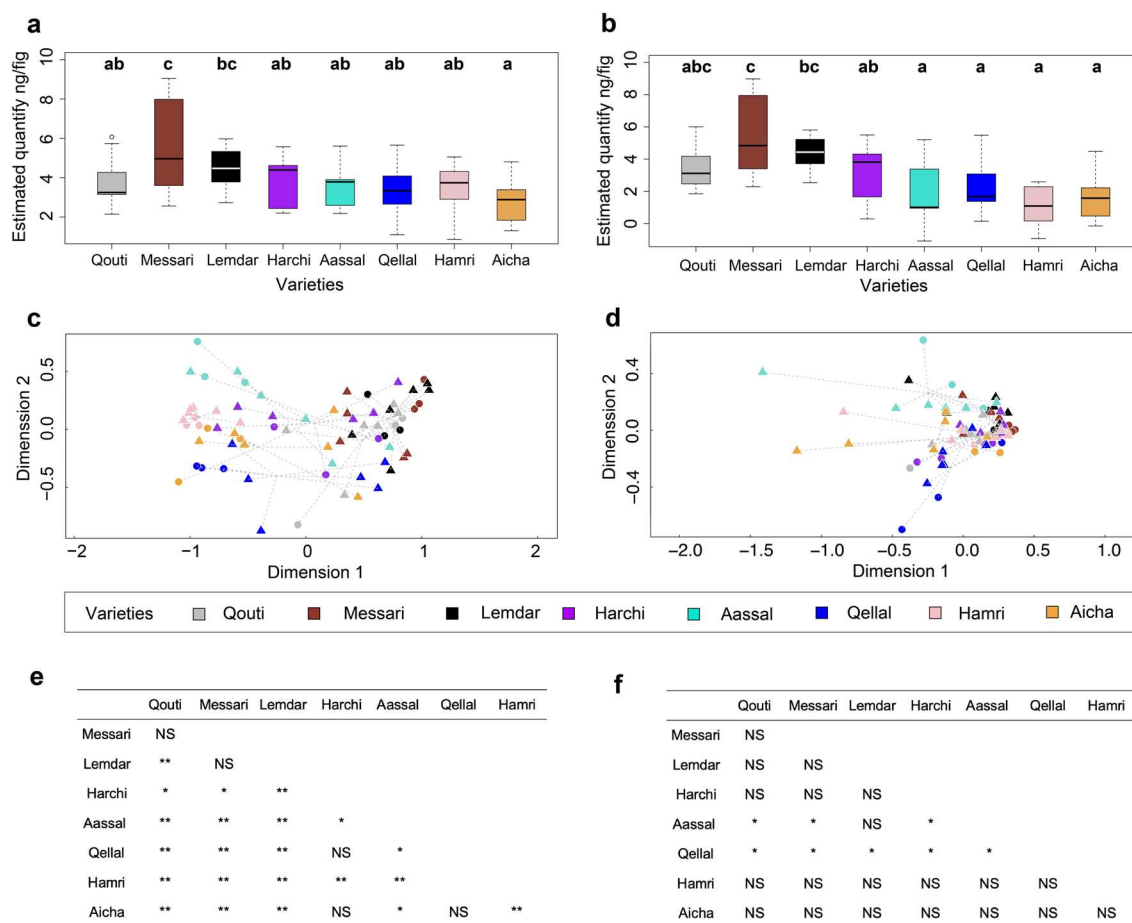 a
Estimated quantify ng/fig
10
8
6
4
2
ab c bc ab ab ab ab a
Qouti Messari Lemdar Harchi Aassal Qellal Hamri Aicha
Varieties
b
Estimated quantify ng/fig
10
8
6
4
2
0
abc c bc ab a a a a
Qouti Messari Lemdar Harchi Aassal Qellal Hamri Aicha
Varieties
c
Dimenssion 2
0.5
0.0
−0.5
−2 −1 0 1 2
Dimenssion 1
d
Dimenssion 2
0.4
0.0
−0.4
−2.0 −1.5 −1.0 −0.5 0.0 0.5 1.0
Dimenssion 1
Varieties Qouti Messari Lemdar Harchi Aassal Qellal Hamri Aicha
e
Qouti Messari Lemdar Harchi Aassal Qellal Hamri
Messari NS
Lemdar ** NS
Harchi * * **
Aassal ** ** ** *
Qellal ** ** ** NS *
Hamri ** ** ** ** **
Aicha ** ** ** NS * NS **
f
Qouti Messari Lemdar Harchi Aassal Qellal Hamri
Messari NS
Lemdar NS NS
Harchi NS NS NS
Aassal * * NS *
Qellal * * * * *
Hamri NS NS NS NS NS NS
Aicha NS NS NS NS NS NS NS